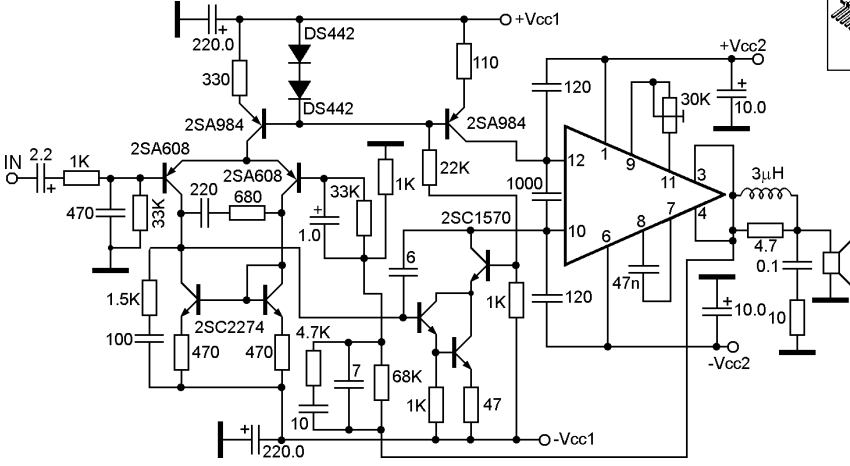 DS442
+Vcc1
220.0
+
330
110
+Vcc2
DS442
120
30K
+
10.0
2SA984
2SA984
2SA608
IN
2.2
1K
+
2SA608
22K
12
1
9
11
3
3μH
1K
33K
220
680
33K
1000
470
+
1.0
2SC1570
10
8
7
4
6
4.7
6
47n
0.1
1.5K
1K
120
2SC2274
+
10.0
10
100
470
470
4.7K
7
68K
-Vcc2
10
1K
47
+
220.0
-Vcc1